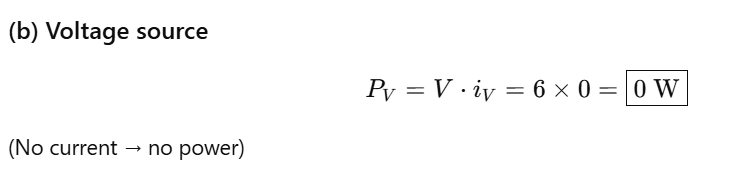 (b) Voltage source
P_V = V · i_V = 6 × 0 = 0 W
(No current → no power)